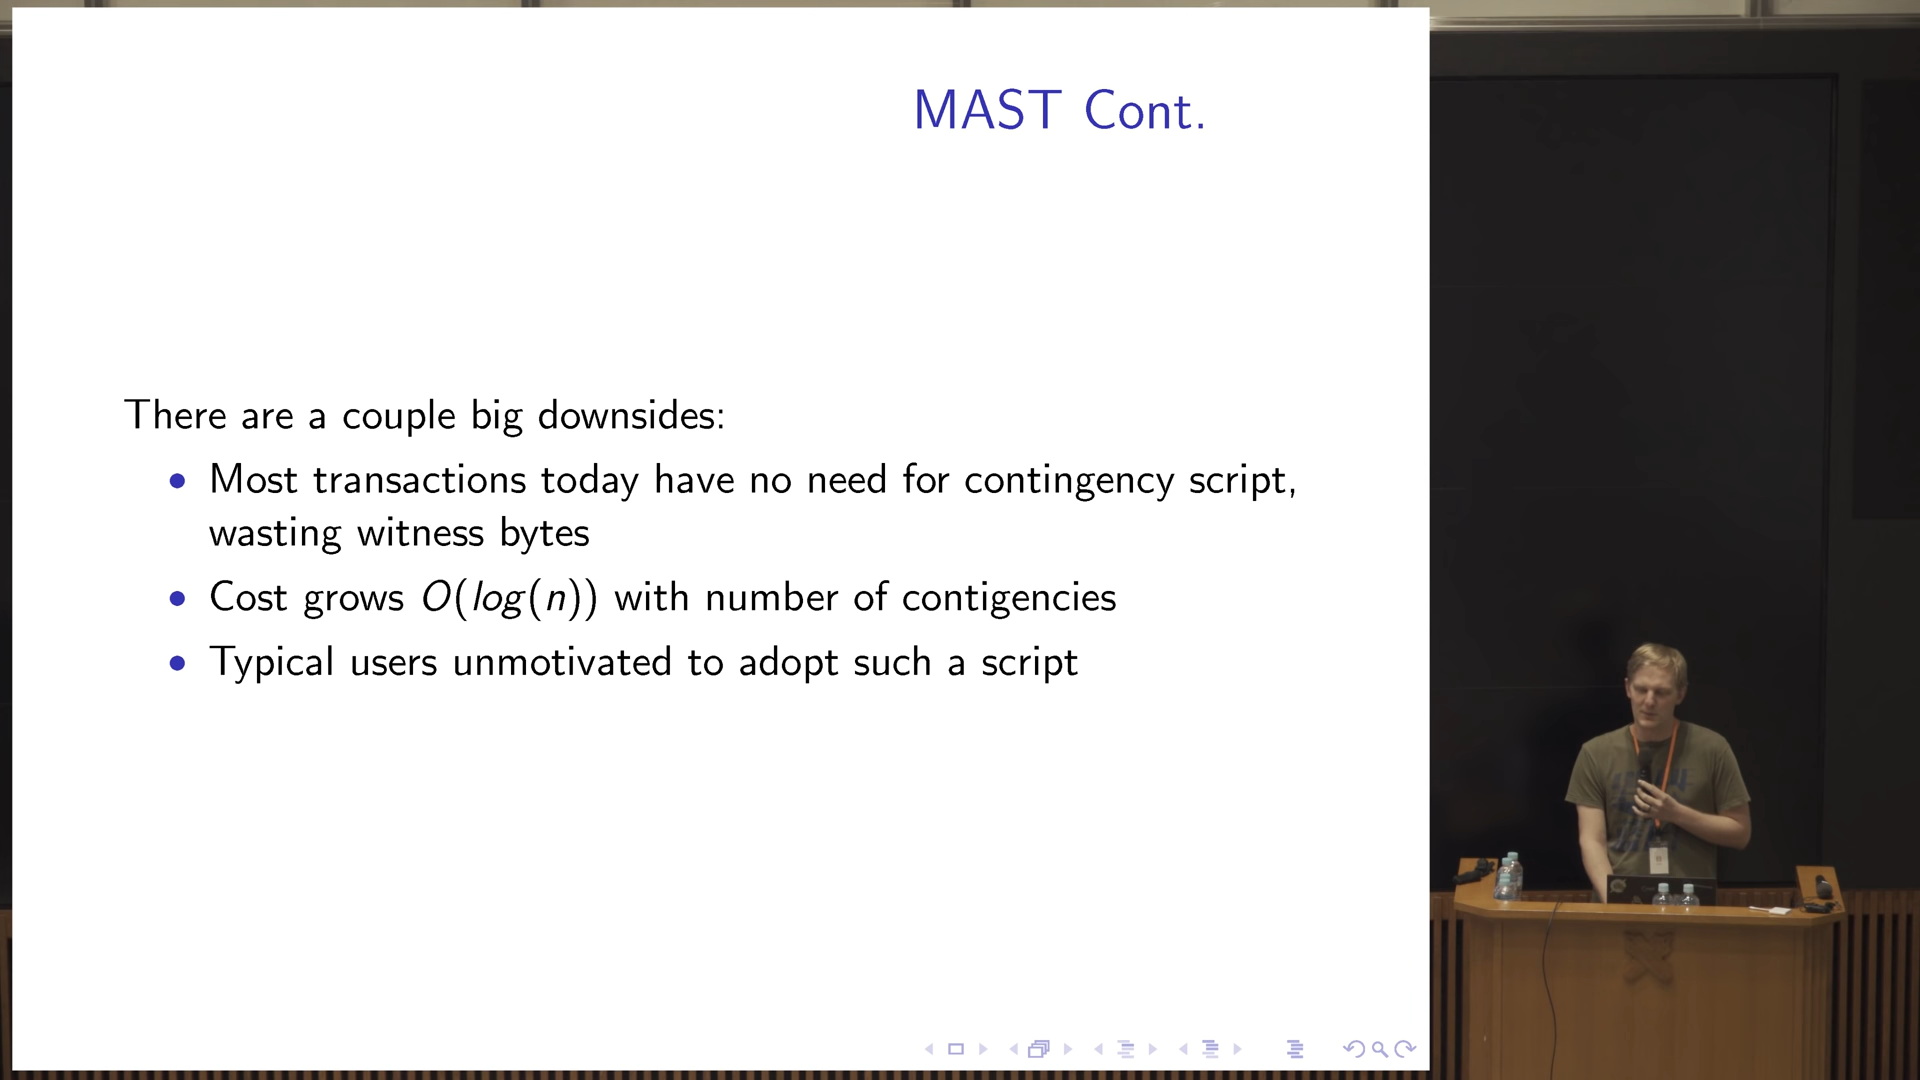 MAST Cont.
There are a couple big downsides:
• Most transactions today have no need for contingency script,
wasting witness bytes
• Cost grows O(log(n)) with number of contigencies
• Typical users unmotivated to adopt such a script